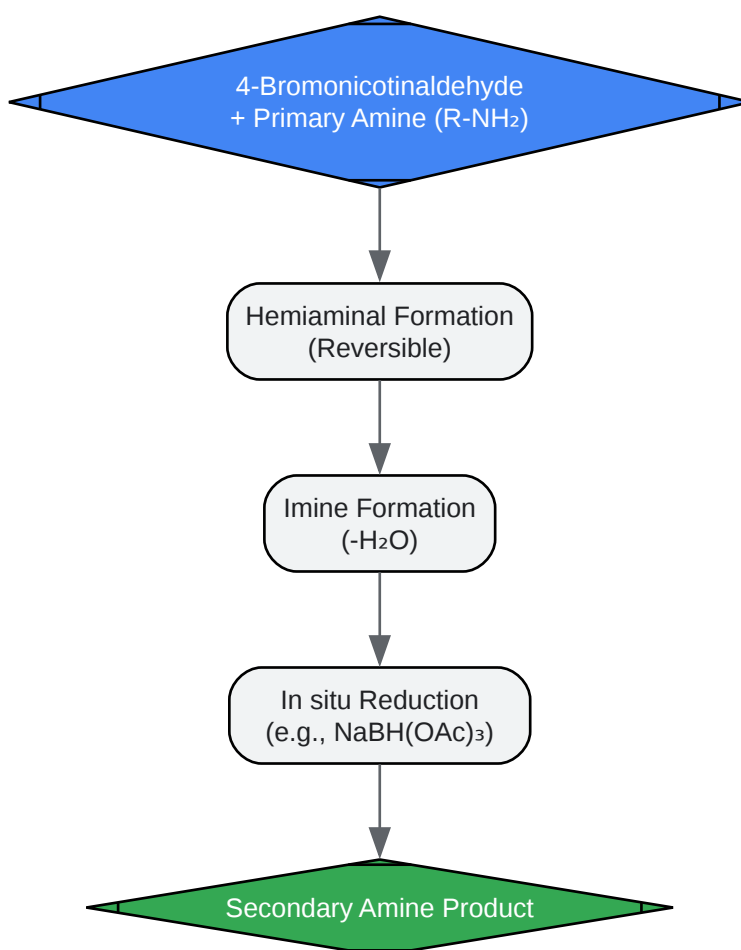 4-Bromonicotinaldehyde
+ Primary Amine (R-NH₂)
Hemiaminal Formation
(Reversible)
Imine Formation
(-H₂O)
In situ Reduction
(e.g., NaBH(OAc)₃)
Secondary Amine Product